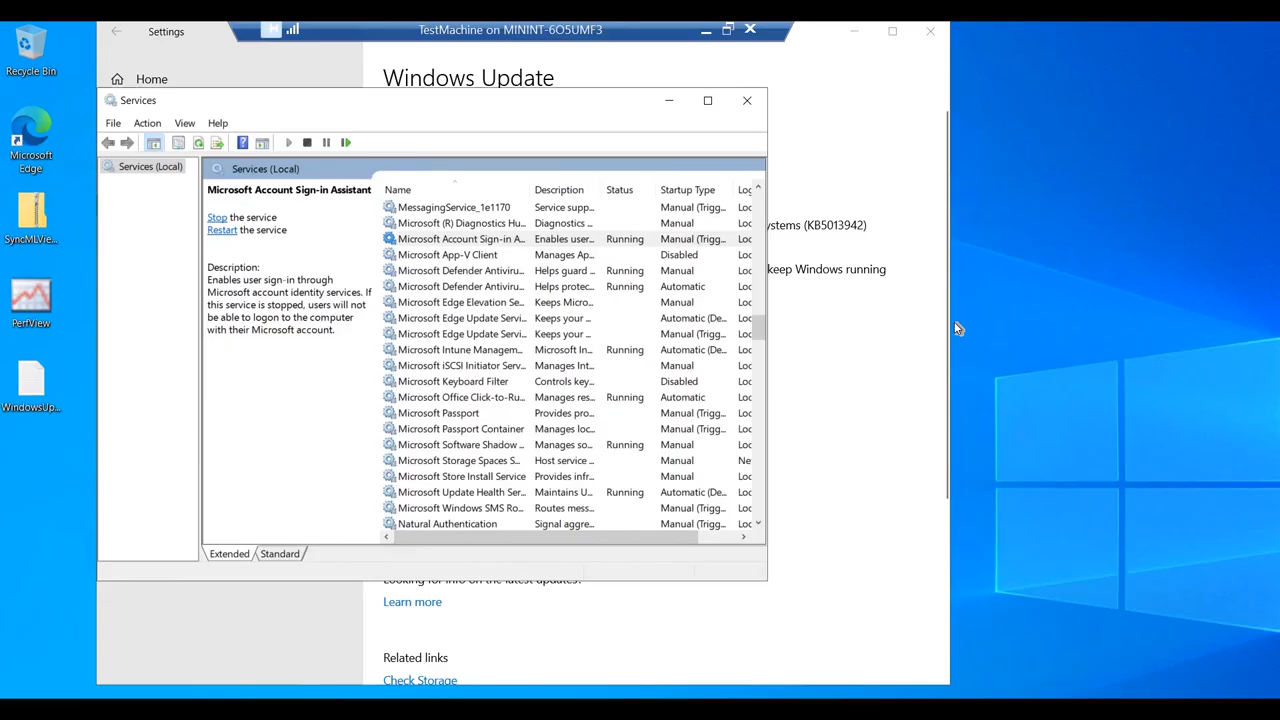 TestMachine on MININT-6O5UMF3
Settings
Home
Windows Update
Recycle Bin
Microsoft
Edge
SyncMLVie...
PerfView
WindowsUp...
Services
File Action View Help
Services (Local)
Services (Local)
Microsoft Account Sign-in Assistant
Stop the service
Restart the service
Description:
Enables user sign-in through
Microsoft account identity services. If
this service is stopped, users will not
be able to logon to the computer
with their Microsoft account.
Name Description Status Startup Type Log
MessagingService_1e1170 Service supp... Manual (Trigg... Loc
Microsoft (R) Diagnostics Hu... Diagnostics ... Manual Loc
Microsoft Account Sign-in A... Enables user... Running Manual (Trigg... Loc
Microsoft App-V Client Manages Ap... Disabled Loc
Microsoft Defender Antiviru... Helps guard ... Running Manual Loc
Microsoft Defender Antiviru... Helps protec... Running Automatic Loc
Microsoft Edge Elevation Se... Keeps Micro... Manual Loc
Microsoft Edge Update Servi... Keeps your ... Automatic (De... Loc
Microsoft Edge Update Servi... Keeps your ... Manual (Trigg... Loc
Microsoft Intune Managem... Microsoft In... Running Automatic (De... Loc
Microsoft iSCSI Initiator Serv... Manages Int... Manual Loc
Microsoft Keyboard Filter Controls key... Disabled Loc
Microsoft Office Click-to-Ru... Manages res... Running Automatic Loc
Microsoft Passport Provides pro... Manual (Trigg... Loc
Microsoft Passport Container Manages loc... Manual (Trigg... Loc
Microsoft Software Shadow ... Manages so... Running Manual Loc
Microsoft Storage Spaces S... Host service ... Manual Ne
Microsoft Store Install Service Provides infr... Manual Loc
Microsoft Update Health Ser... Maintains U... Running Automatic (De... Loc
Microsoft Windows SMS Ro... Routes mess... Manual (Trigg... Loc
Natural Authentication Signal aggre... Manual (Trigg... Loc
Extended Standard
ystems (KB5013942)
keep Windows running
Looking for info on the latest updates?
Learn more
Related links
Check Storage